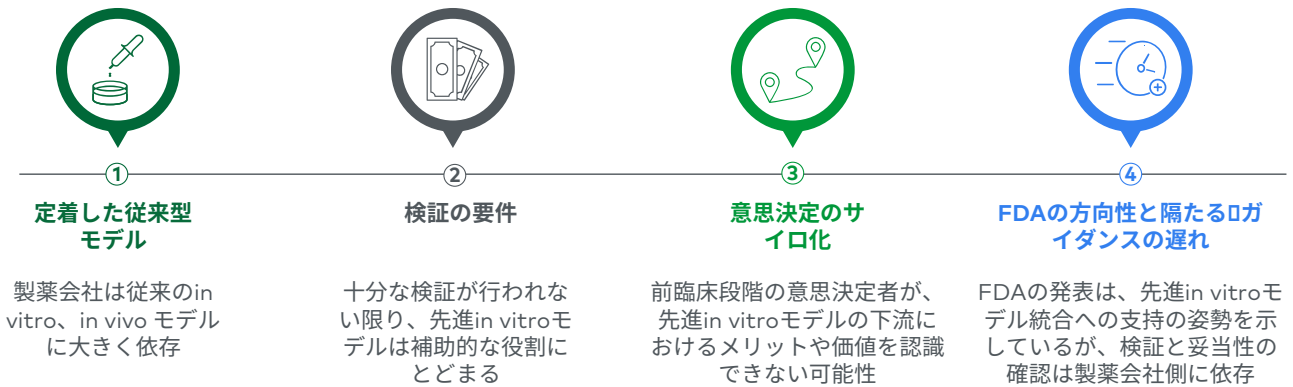 1
定着した従来型
モデル
製薬会社は従来のin
vitro、in vivo モデル
に大きく依存
2
検証の要件
十分な検証が行われな
い限り、先進in vitroモ
デルは補助的な役割に
とどまる
3
意思決定のサ
イロ化
前臨床段階の意思決定者が、
先進in vitroモデルの下流に
おけるメリットや価値を認識
できない可能性
4
FDAの方向性と隔たる▯ガ
イダンスの遅れ
FDAの発表は、先進in vitroモ
デル統合への支持の姿勢を示
しているが、検証と妥当性の
確認は製薬会社側に依存